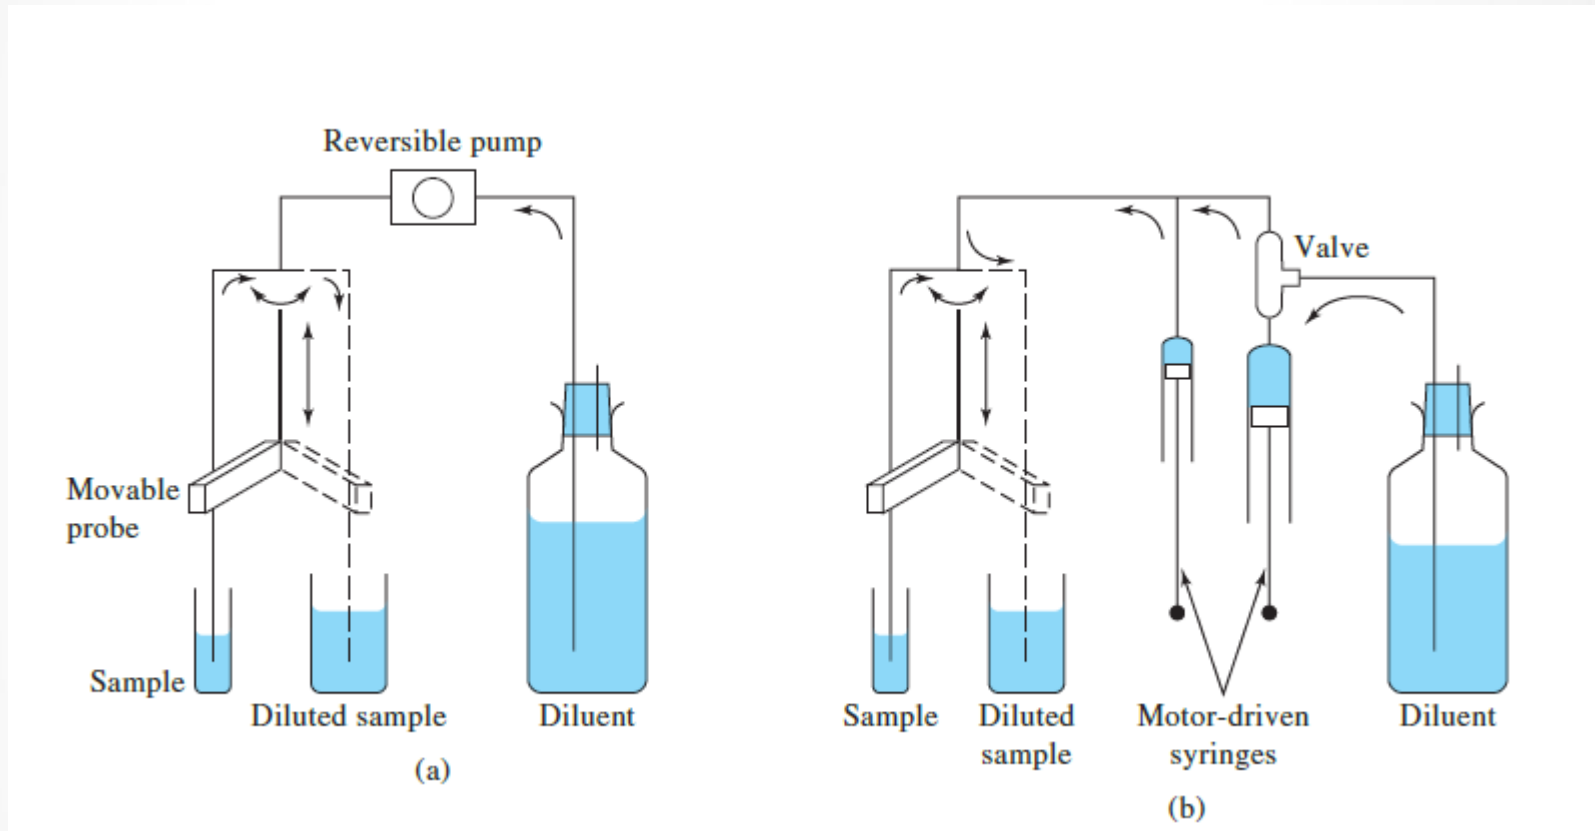 Reversible pump
Movable
probe
Sample
Diluted sample
Diluent
(a)
Valve
Sample
Diluted
sample
Motor-driven
syringes
Diluent
(b)